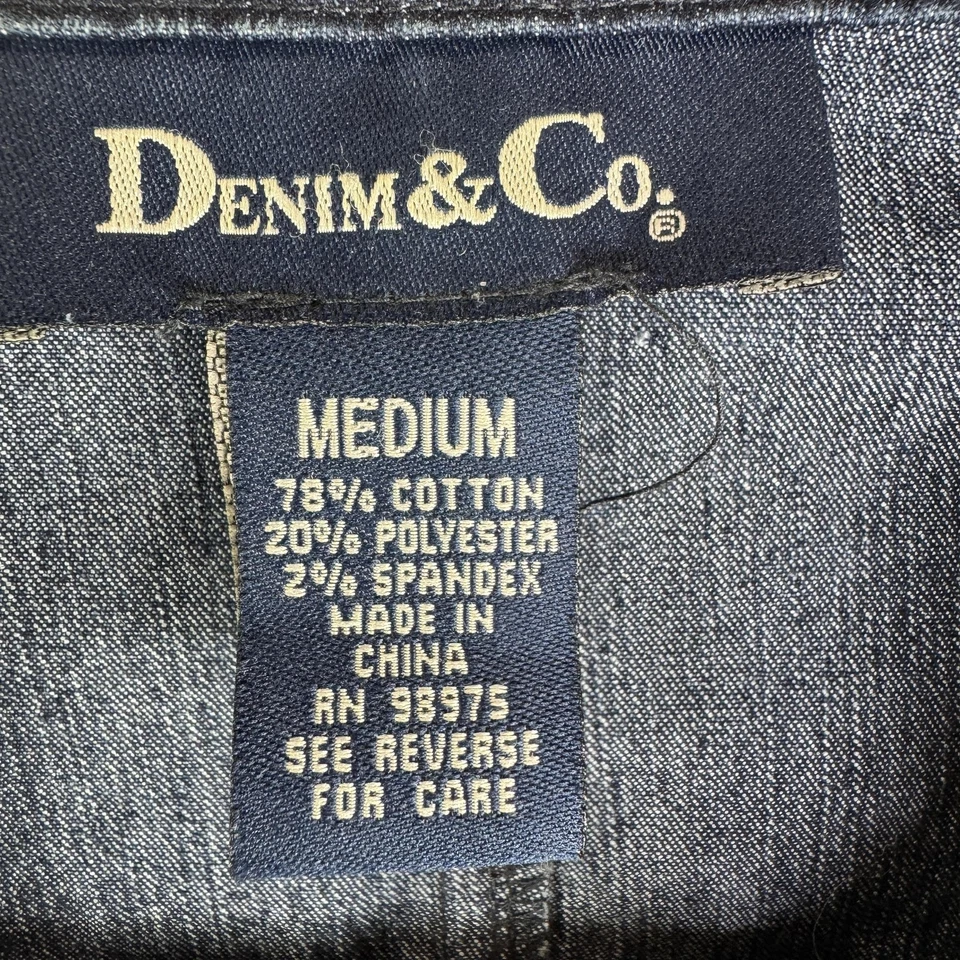 DENIM & CO. ®
MEDIUM
78% COTTON
20% POLYESTER
2% SPANDEX
MADE IN
CHINA
RN 98975
SEE REVERSE
FOR CARE